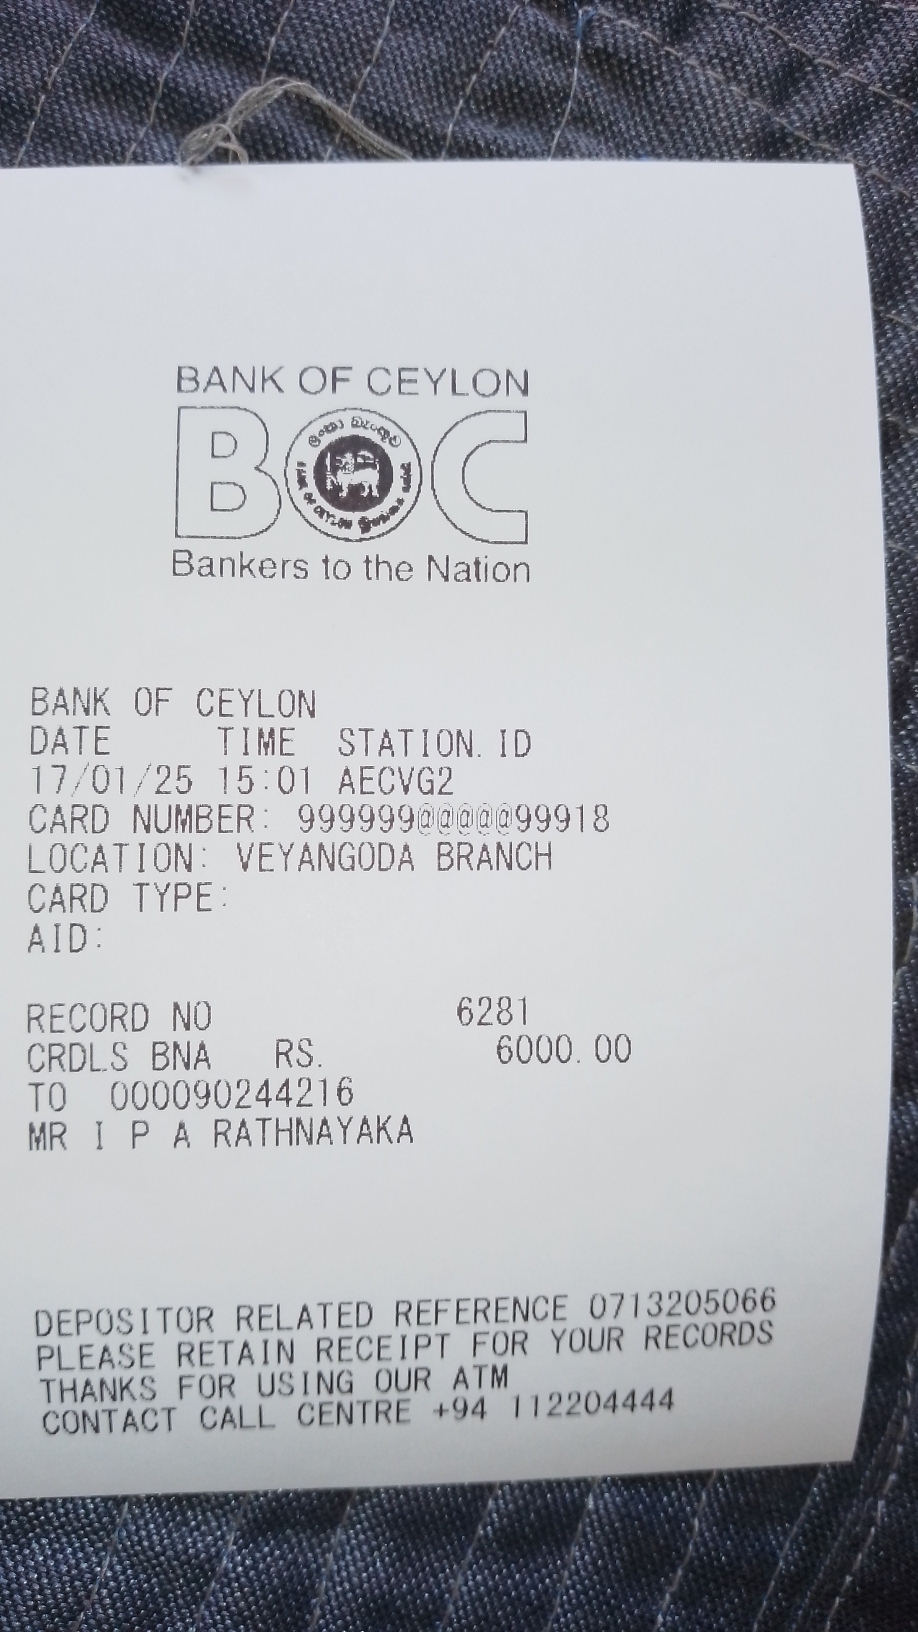 BANK OF CEYLON
BOC
ලංකා බැංකුව
BANK OF CEYLON
Bankers to the Nation
BANK OF CEYLON
DATE TIME STATION. ID
17/01/25 15:01 AECVG2
CARD NUMBER: 999999@@@@@99918
LOCATION: VEYANGODA BRANCH
CARD TYPE:
AID:
RECORD NO 6281
CRDLS BNA RS. 6000.00
TO 000090244216
MR I P A RATHNAYAKA
DEPOSITOR RELATED REFERENCE 0713205066
PLEASE RETAIN RECEIPT FOR YOUR RECORDS
THANKS FOR USING OUR ATM
CONTACT CALL CENTRE +94 112204444